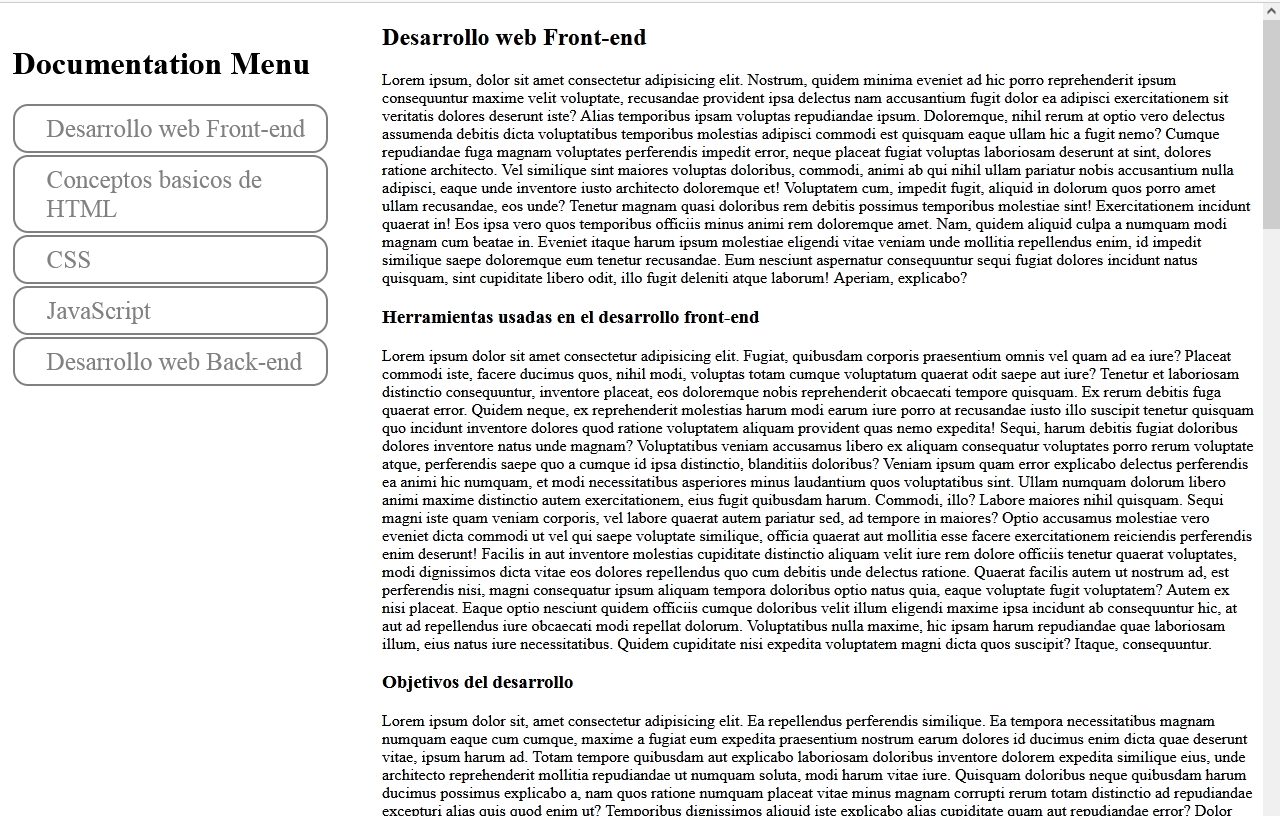 Documentation Menu
Desarrollo web Front-end
Conceptos basicos de
HTML
CSS
JavaScript
Desarrollo web Back-end
Desarrollo web Front-end
Lorem ipsum, dolor sit amet consectetur adipisicing elit. Nostrum, quidem minima eveniet ad hic porro reprehenderit ipsum
consequuntur maxime velit voluptate, recusandae provident ipsa delectus nam accusantium fugit dolor ea adipisci exercitationem sit
veritatis dolores deserunt iste? Alias temporibus ipsam voluptas repudiandae ipsum. Doloremque, nihil rerum at optio vero delectus
assumenda debitis dicta voluptatibus temporibus molestias adipisci commodi est quisquam eaque ullam hic a fugit nemo? Cumque
repudiandae fuga magnam voluptates perferendis impedit error, neque placeat fugiat voluptas laboriosam deserunt at sint, dolores
ratione architecto. Vel similique sint maiores voluptas doloribus, commodi, animi ab qui nihil ullam pariatur nobis accusantium nulla
adipisci, eaque unde inventore iusto architecto doloremque et! Voluptatem cum, impedit fugit, aliquid in dolorum quos porro amet
ullam recusandae, eos unde? Tenetur magnam quasi doloribus rem debitis possimus temporibus molestiae sint! Exercitationem incidunt
quaerat in! Eos ipsa vero quos temporibus officiis minus animi rem doloremque amet. Nam, quidem aliquid culpa a numquam modi
magnam cum beatae in. Eveniet itaque harum ipsum molestiae eligendi vitae veniam unde mollitia repellendus enim, id impedit
similique saepe doloremque eum tenetur recusandae. Eum nesciunt aspernatur consequuntur sequi fugiat dolores incidunt natus
quisquam, sint cupiditate libero odit, illo fugit deleniti atque laborum! Aperiam, explicabo?
Herramientas usadas en el desarrollo front-end
Lorem ipsum dolor sit amet consectetur adipisicing elit. Fugiat, quibusdam corporis praesentium omnis vel quam ad ea iure? Placeat
commodi iste, facere ducimus quos, nihil modi, voluptas totam cumque voluptatum quaerat odit saepe aut iure? Tenetur et laboriosam
distinctio consequuntur, inventore placeat, eos doloremque nobis reprehenderit obcaecati tempore quisquam. Ex rerum debitis fuga
quaerat error. Quidem neque, ex reprehenderit molestias harum modi earum iure porro at recusandae iusto illo suscipit tenetur quisquam
quo incidunt inventore dolores quod ratione voluptatem aliquam provident quas nemo expedita! Sequi, harum debitis fugiat doloribus
dolores inventore natus unde magnam? Voluptatibus veniam accusamus libero ex aliquam consequatur voluptates porro rerum voluptate
atque, perferendis saepe quo a cumque id ipsa distinctio, blanditiis doloribus? Veniam ipsum quam error explicabo delectus perferendis
ea animi hic numquam, et modi necessitatibus asperiores minus laudantium quos voluptatibus sint. Ullam numquam dolorum libero
animi maxime distinctio autem exercitationem, eius fugit quibusdam harum. Commodi, illo? Labore maiores nihil quisquam. Sequi
magni iste quam veniam corporis, vel labore quaerat autem pariatur sed, ad tempore in maiores? Optio accusamus molestiae vero
eveniet dicta commodi ut vel qui saepe voluptate similique, officia quaerat aut mollitia esse facere exercitationem reiciendis perferendis
enim deserunt! Facilis in aut inventore molestias cupiditate distinctio aliquam velit iure rem dolore officiis tenetur quaerat voluptates,
modi dignissimos dicta vitae eos dolores repellendus quo cum debitis unde delectus ratione. Quaerat facilis autem ut nostrum ad, est
perferendis nisi, magni consequatur ipsum aliquam tempora doloribus optio natus quia, eaque voluptate fugit voluptatem? Autem ex
nisi placeat. Eaque optio nesciunt quidem officiis cumque doloribus velit illum eligendi maxime ipsa incidunt ab consequuntur hic, at
aut ad repellendus iure obcaecati modi repellat dolorum. Voluptatibus nulla maxime, hic ipsam harum repudiandae quae laboriosam
illum, eius natus iure necessitatibus. Quidem cupiditate nisi expedita voluptatem magni dicta quos suscipit? Itaque, consequuntur.
Objetivos del desarrollo
Lorem ipsum dolor sit, amet consectetur adipisicing elit. Ea repellendus perferendis similique. Ea tempora necessitatibus magnam
numquam eaque cum cumque, maxime a fugiat eum expedita praesentium nostrum earum dolores id ducimus enim dicta quae deserunt
vitae, ipsum harum ad. Totam tempore quibusdam aut explicabo laboriosam doloribus inventore dolorem expedita similique eius, unde
architecto reprehenderit mollitia repudiandae ut numquam soluta, modi harum vitae iure. Quisquam doloribus neque quibusdam harum
ducimus possimus explicabo a, nam quos ratione numquam placeat vitae minus magnam corrupti rerum totam distinctio ad repudiandae
excepturi alias quis quod enim ut? Temporibus dignissimos aliquid iste explicabo alias cupiditate quam aut repudiandae error? Dolor